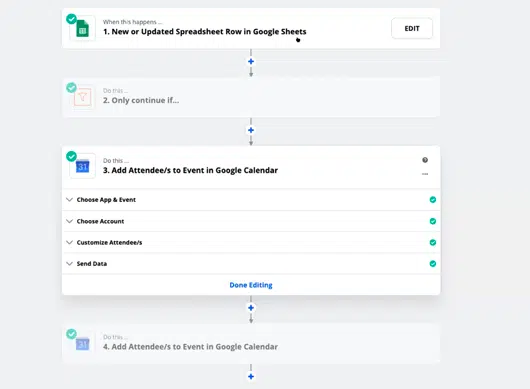 When this happens ...
1. New or Updated Spreadsheet Row in Google Sheets
EDIT
Do this ...
2. Only continue if...
Do this ...
3. Add Attendee/s to Event in Google Calendar
31
?
...
Choose App & Event
Choose Account
Customize Attendee/s
Send Data
Done Editing
Do this ...
4. Add Attendee/s to Event in Google Calendar
31